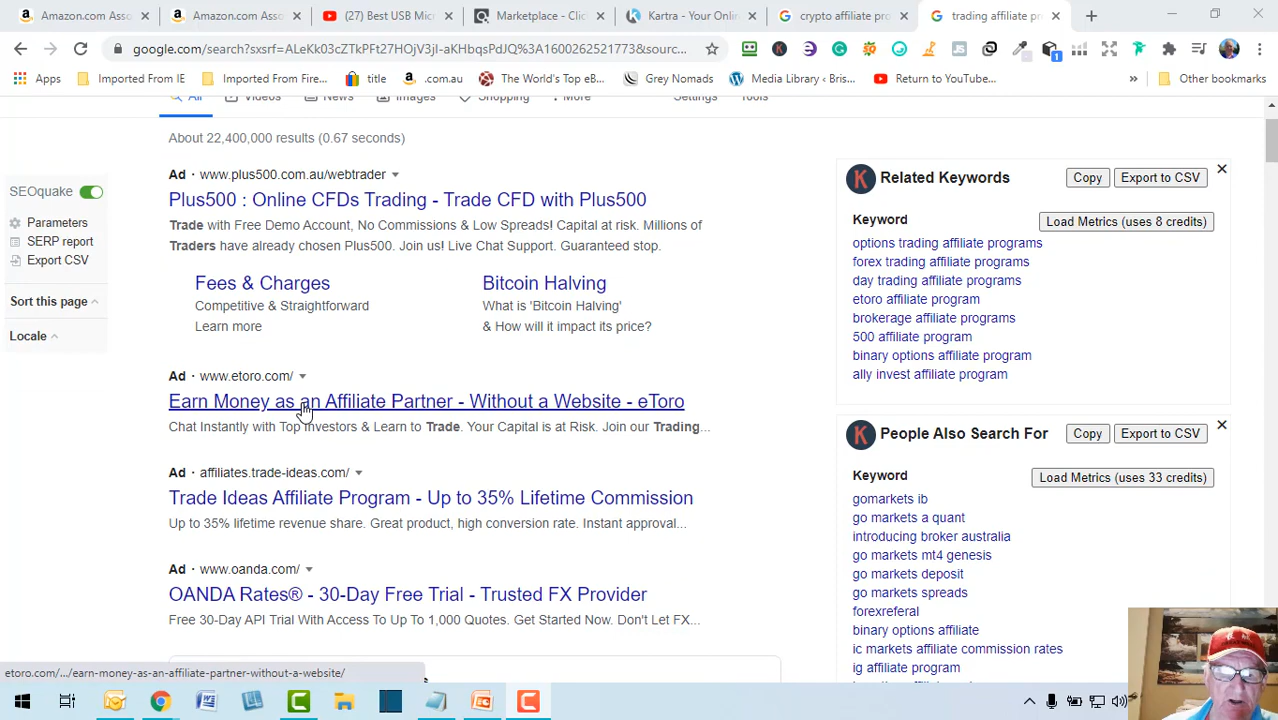 Amazon.com Asso
Amazon.com Asso
(27) Best USB Mic
Marketplace - Clic
Kartra - Your Onlin
crypto affiliate pro
trading affiliate pr
google.com/search?sxsrf=ALeKk03cZTkPFt27HOjV3jI-aKHbqsPdJQ%3A1600262521773&sourc...
Apps
Imported From IE
Imported From Fire...
title
.com.au
The World's Top eB...
Grey Nomads
Media Library ‹ Bris...
Return to YouTube...
»
Other bookmarks
All
Videos
News
Images
Shopping
More
Settings
Tools
About 22,400,000 results (0.67 seconds)
SEOquake
Parameters
SERP report
Export CSV
Sort this page
Locale
Ad · www.plus500.com.au/webtrader
Plus500 : Online CFDs Trading - Trade CFD with Plus500
Trade with Free Demo Account, No Commissions & Low Spreads! Capital at risk. Millions of
Traders have already chosen Plus500. Join us! Live Chat Support. Guaranteed stop.
Fees & Charges
Competitive & Straightforward
Learn more
Bitcoin Halving
What is 'Bitcoin Halving'
& How will it impact its price?
Ad · www.etoro.com/
Earn Money as an Affiliate Partner - Without a Website - eToro
Chat Instantly with Top Investors & Learn to Trade. Your Capital is at Risk. Join our Trading...
Ad · affiliates.trade-ideas.com/
Trade Ideas Affiliate Program - Up to 35% Lifetime Commission
Up to 35% lifetime revenue share. Great product, high conversion rate. Instant approval...
Ad · www.oanda.com/
OANDA Rates® - 30-Day Free Trial - Trusted FX Provider
Free 30-Day API Trial With Access To Up To 1,000 Quotes. Get Started Now. Don't Let FX...
K Related Keywords
Copy
Export to CSV
Keyword
Load Metrics (uses 8 credits)
options trading affiliate programs
forex trading affiliate programs
day trading affiliate programs
etoro affiliate program
brokerage affiliate programs
500 affiliate program
binary options affiliate program
ally invest affiliate program
K People Also Search For
Copy
Export to CSV
Keyword
Load Metrics (uses 33 credits)
gomarkets ib
go markets a quant
introducing broker australia
go markets mt4 genesis
go markets deposit
go markets spreads
forexreferal
binary options affiliate
ic markets affiliate commission rates
ig affiliate program
etoro.com/.../earn-money-as-an-affiliate-partner-without-a-website/